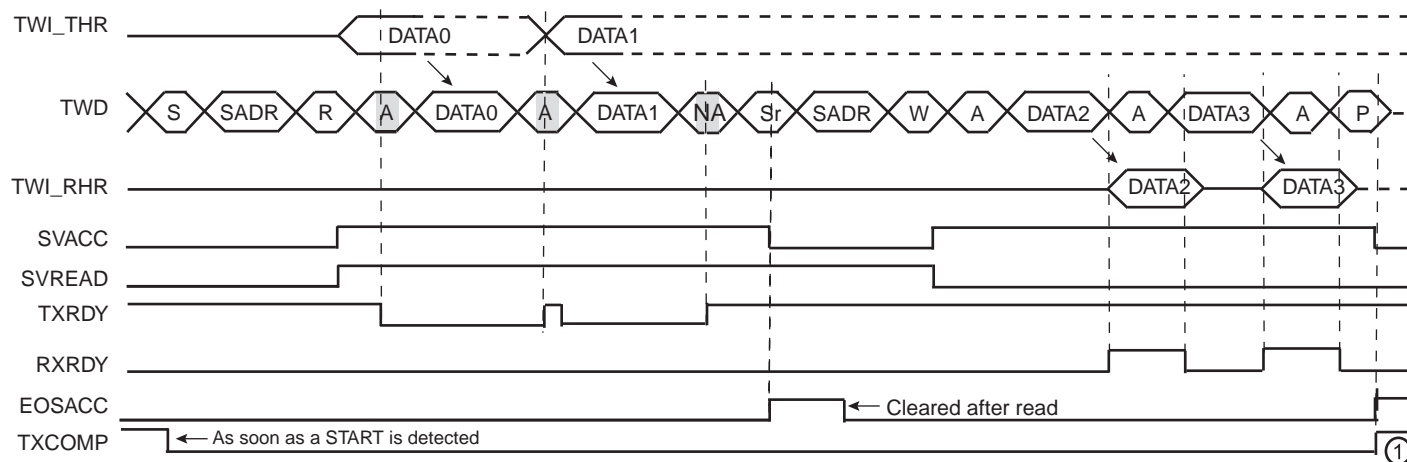 TWI_THR DATA0 DATA1
TWD S SADR R A DATA0 A DATA1 NA Sr SADR W A DATA2 A DATA3 A P
TWI_RHR DATA2 DATA3
SVACC
SVREAD
TXRDY
RXRDY
EOSACC Cleared after read
TXCOMP As soon as a START is detected 1